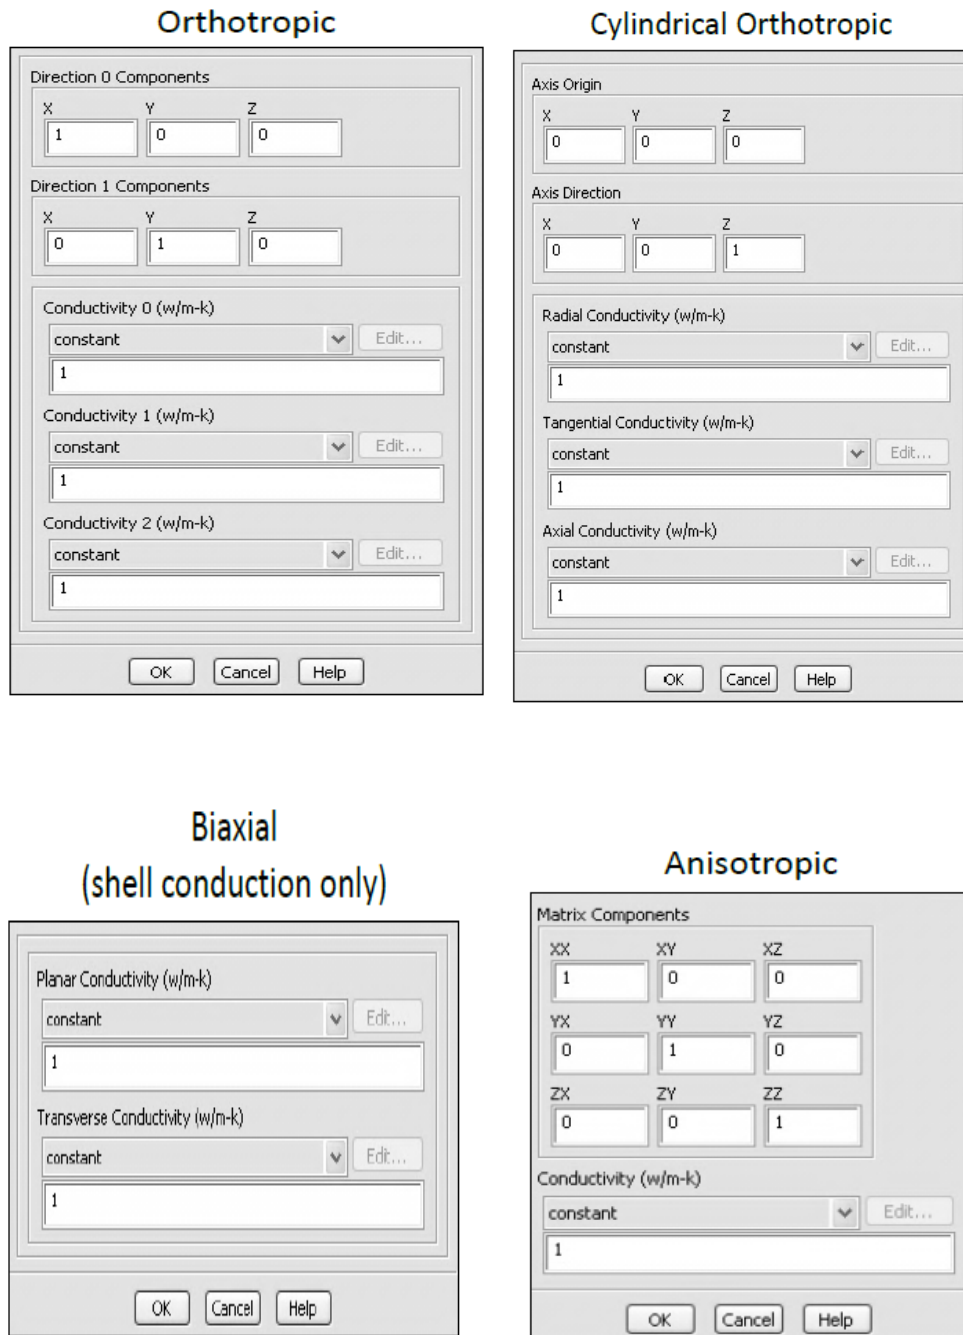 Orthotropic
Direction 0 Components
X Y Z
1 0 0
Direction 1 Components
X Y Z
0 1 0
Conductivity 0 (w/m-k)
constant Edit...
1
Conductivity 1 (w/m-k)
constant Edit...
1
Conductivity 2 (w/m-k)
constant Edit...
1
OK Cancel Help
Cylindrical Orthotropic
Axis Origin
X Y Z
0 0 0
Axis Direction
X Y Z
0 0 1
Radial Conductivity (w/m-k)
constant Edit...
1
Tangential Conductivity (w/m-k)
constant Edit...
1
Axial Conductivity (w/m-k)
constant Edit...
1
OK Cancel Help
Biaxial
(shell conduction only)
Planar Conductivity (w/m-k)
constant Edit...
1
Transverse Conductivity (w/m-k)
constant Edit...
1
OK Cancel Help
Anisotropic
Matrix Components
XX XY XZ
1 0 0
YX YY YZ
0 1 0
ZX ZY ZZ
0 0 1
Conductivity (w/m-k)
constant Edit...
1
OK Cancel Help